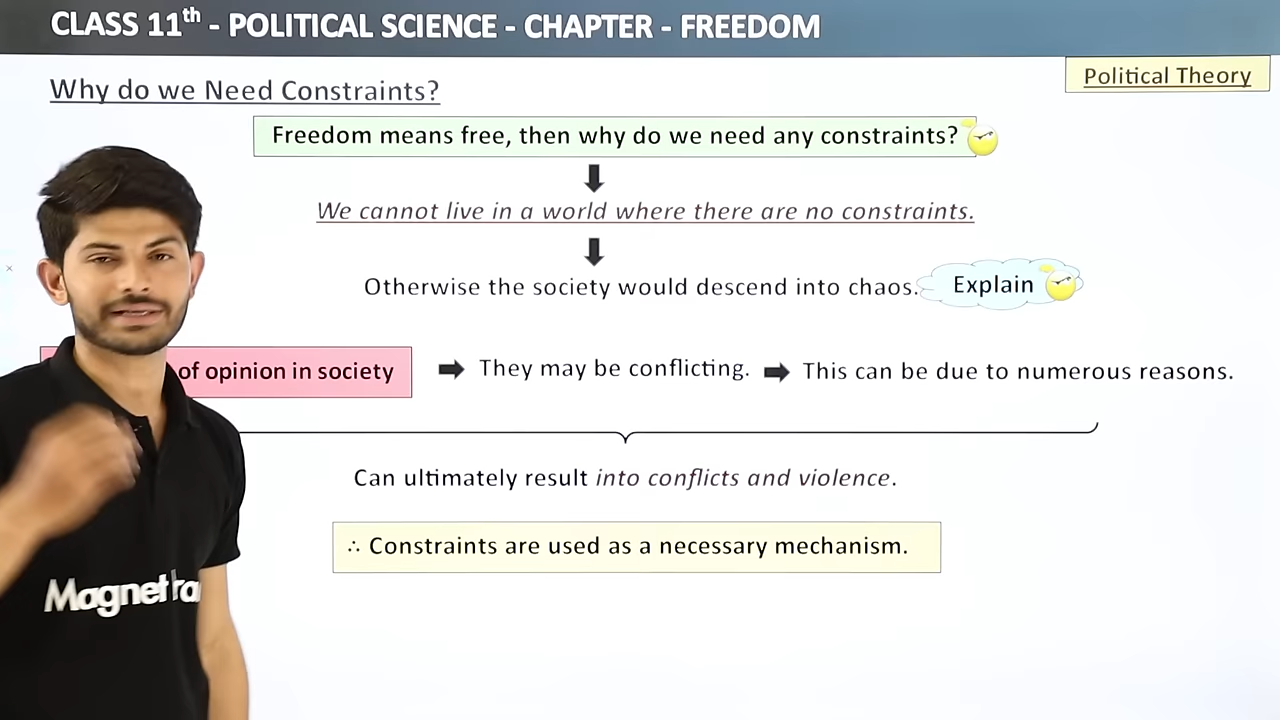 CLASS 11th - POLITICAL SCIENCE - CHAPTER - FREEDOM
Political Theory
Why do we Need Constraints?
Freedom means free, then why do we need any constraints?
We cannot live in a world where there are no constraints.
Otherwise the society would descend into chaos.
Explain
of opinion in society
They may be conflicting.
This can be due to numerous reasons.
Can ultimately result into conflicts and violence.
∴ Constraints are used as a necessary mechanism.
Magnet